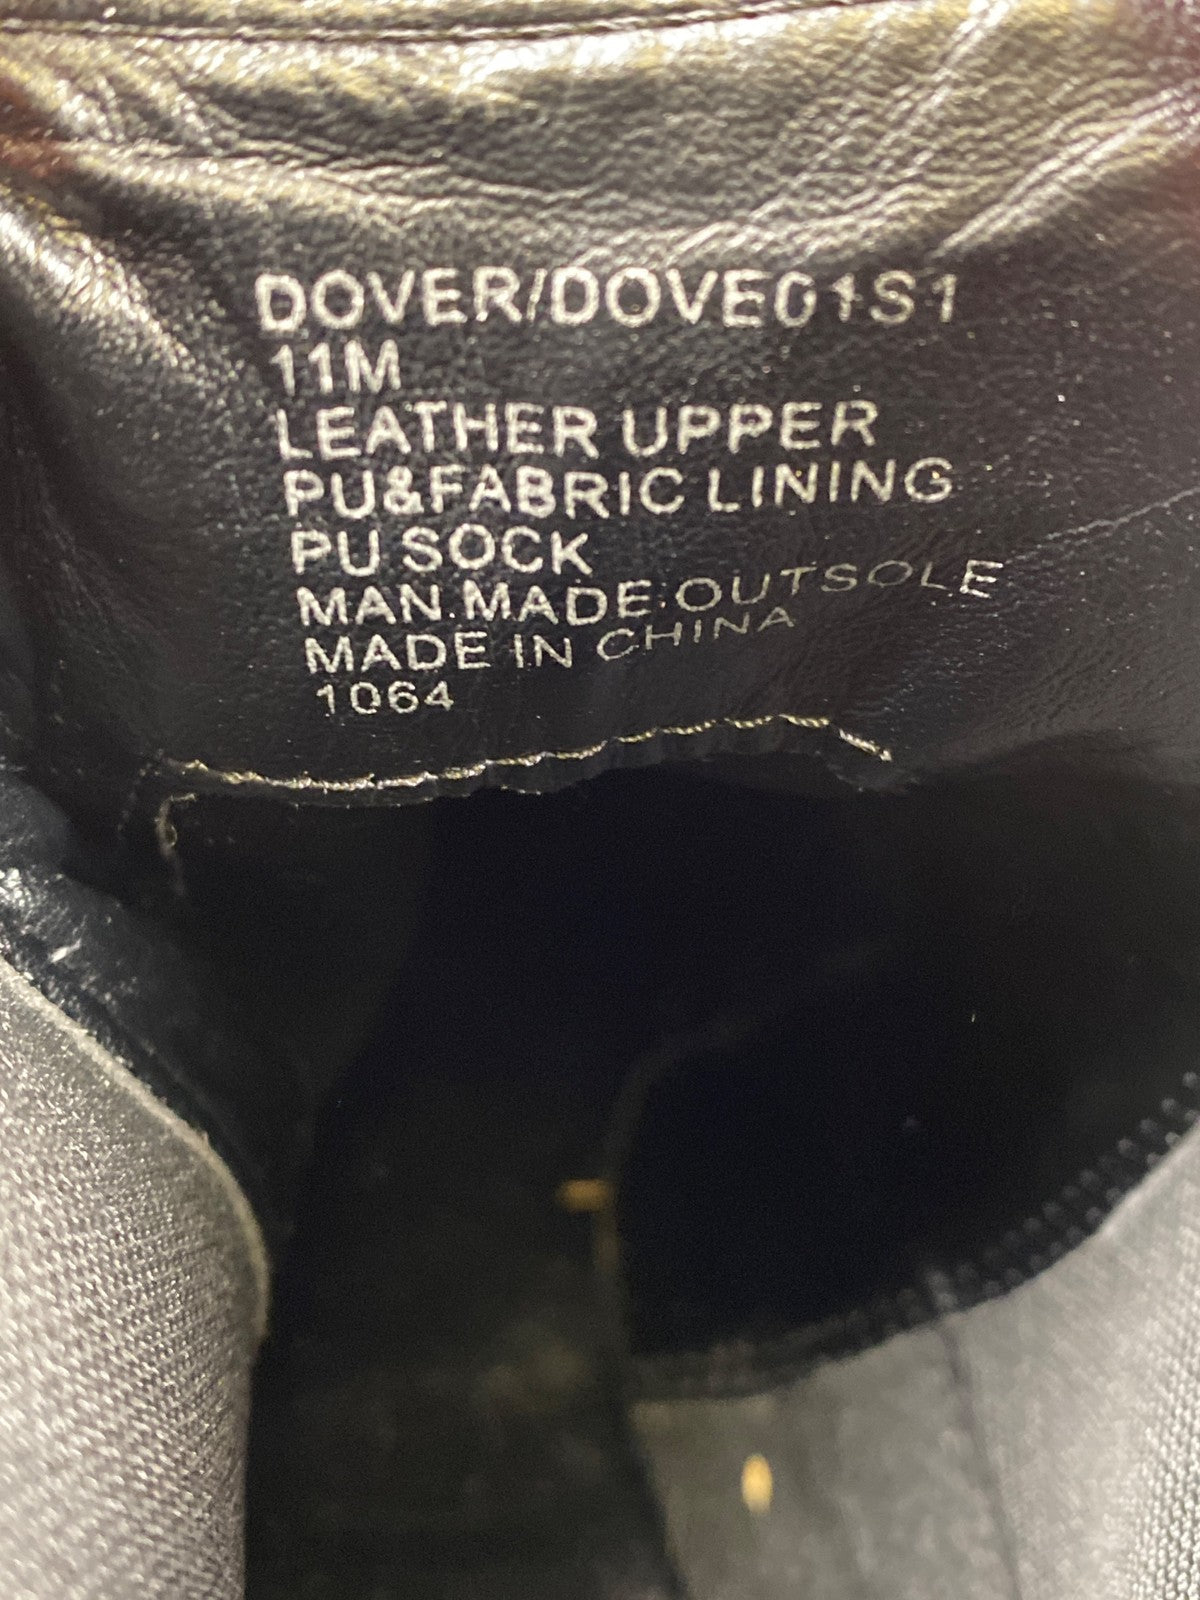 DOVER/DOVE01S1
11M
LEATHER UPPER
PU&FABRIC LINING
PU SOCK
MAN.MADE.OUTSOLE
MADE IN CHINA
1064